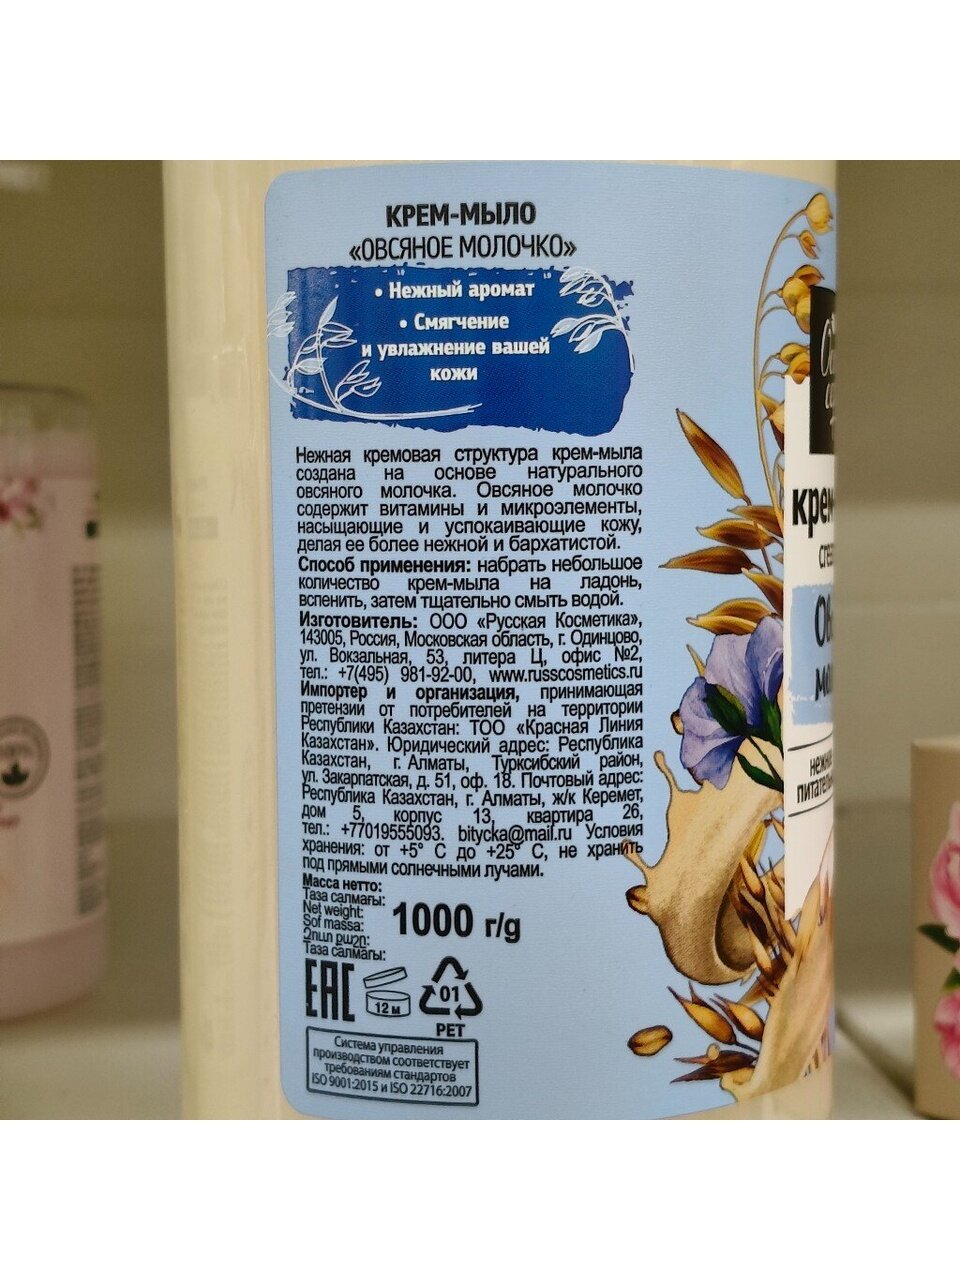 КРЕМ-МЫЛО
«ОВСЯНОЕ МОЛОЧКО»
• Нежный аромат
• Смягчение
и увлажнение вашей
кожи
Нежная кремовая структура крем-мыла
создана на основе натурального
овсяного молочка. Овсяное молочко
содержит витамины и микроэлементы,
насыщающие и успокаивающие кожу,
делая ее более нежной и бархатистой.
Способ применения: набрать небольшое
количество крем-мыла на ладонь,
вспенить, затем тщательно смыть водой.
Изготовитель: ООО «Русская Косметика»,
143005, Россия, Московская область, г. Одинцово,
ул. Вокзальная, 53, литера Ц, офис №2,
тел.: +7(495) 981-92-00, www.russcosmetics.ru
Импортер и организация, принимающая
претензии от потребителей на территории
Республики Казахстан: ТОО «Красная Линия
Казахстан». Юридический адрес: Республика
Казахстан, г. Алматы, Турксибский район,
ул. Закарпатская, д. 51, оф. 18. Почтовый адрес:
Республика Казахстан, г. Алматы, ж/к Керемет,
дом 5, корпус 13, квартира 26,
тел.: +77019555093. bitycka@mail.ru Условия
хранения: от +5° С до +25° С, не хранить
под прямыми солнечными лучами.
Масса нетто:
Таза салмағы:
Net weight:
Sof massa:
Զուտ քաշը:
Таза салмагы:
1000 г/g
EAC
12 м
01
PET
Система управления
производством соответствует
требованиям стандартов
ISO 9001:2015 и ISO 22716:2007